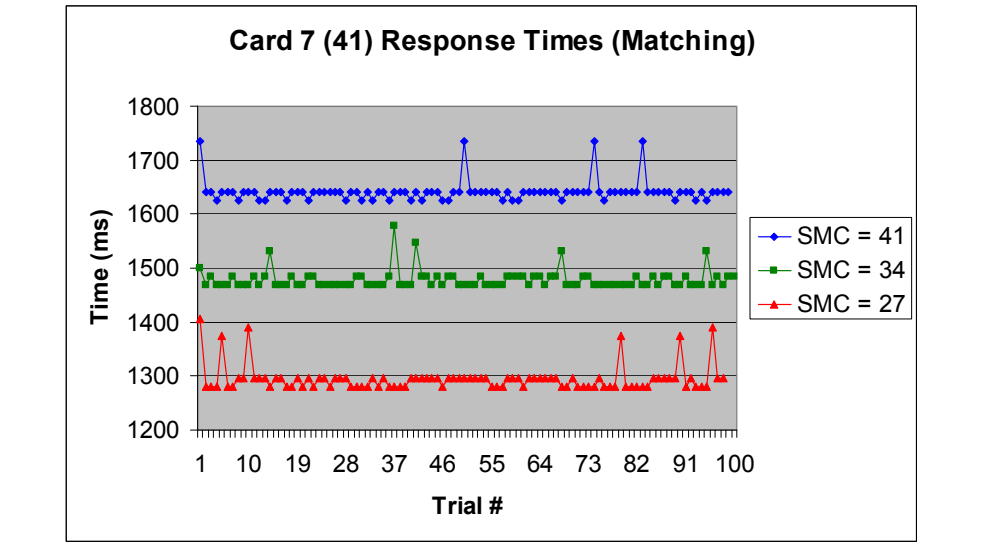 Card 7 (41) Response Times (Matching)
1800
1700
1600
1500
1400
1300
1200
Time (ms)
1 10 19 28 37 46 55 64 73 82 91 100
Trial #
SMC = 41
SMC = 34
SMC = 27